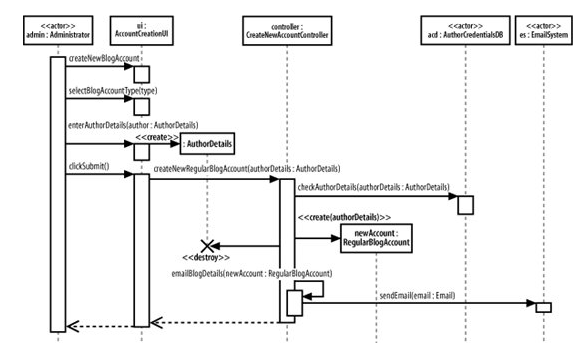 <<actor>>
admin : Administrator
ui :
AccountCreationUI
controller :
CreateNewAccountController
<<actor>>
acd : AuthorCredentialsDB
<<actor>>
es : EmailSystem
createNewBlogAccount
selectBlogAccountType(type)
enterAuthorDetails(author : AuthorDetails)
<<create>>
: AuthorDetails
clickSubmit()
createNewRegularBlogAccount(authorDetails : AuthorDetails)
checkAuthorDetails(authorDetails : AuthorDetails)
<<create(authorDetails)>>
newAccount :
RegularBlogAccount
<<destroy>>
emailBlogDetails(newAccount : RegularBlogAccount)
sendEmail(email : Email)